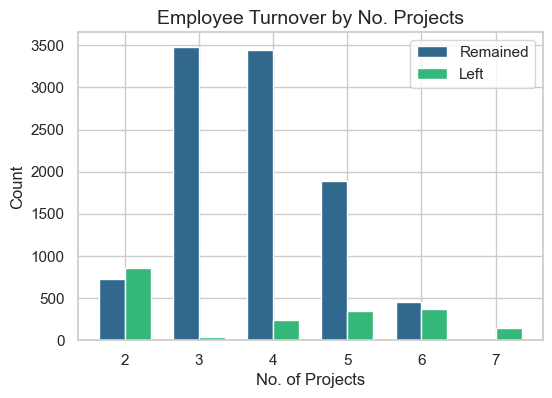 Employee Turnover by No. Projects
Remained
Left
Count
3500
3000
2500
2000
1500
1000
500
0
2 3 4 5 6 7
No. of Projects